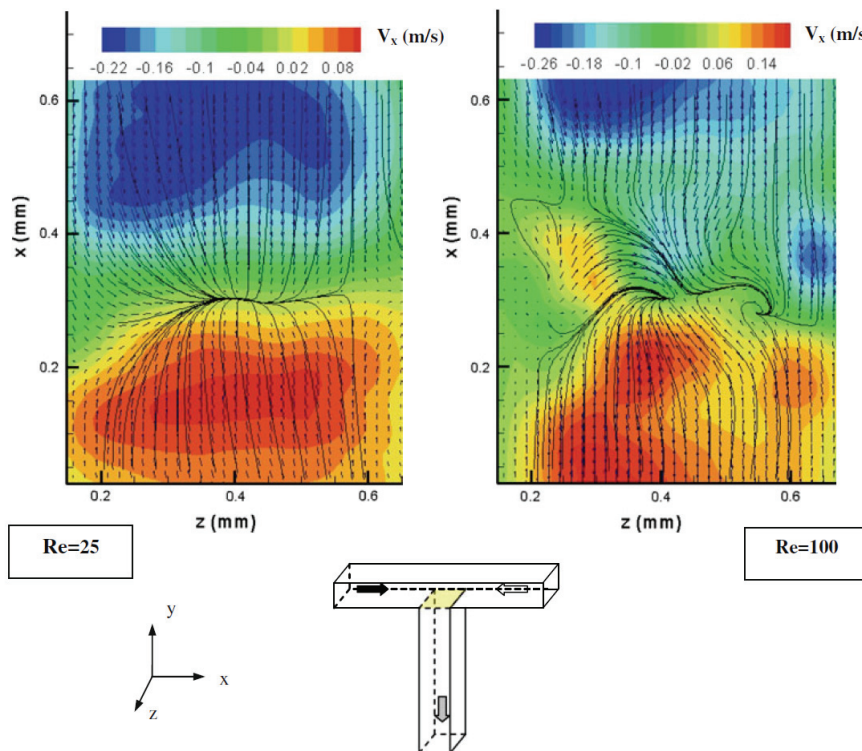 Vx (m/s)
-0.22 -0.16 -0.1 -0.04 0.02 0.08
0.6
0.4
0.2
x (mm)
0.2 0.4 0.6
z (mm)
Re=25
Vx (m/s)
-0.26 -0.18 -0.1 -0.02 0.06 0.14
0.6
0.4
0.2
x (mm)
0.2 0.4 0.6
z (mm)
Re=100
y
x
z